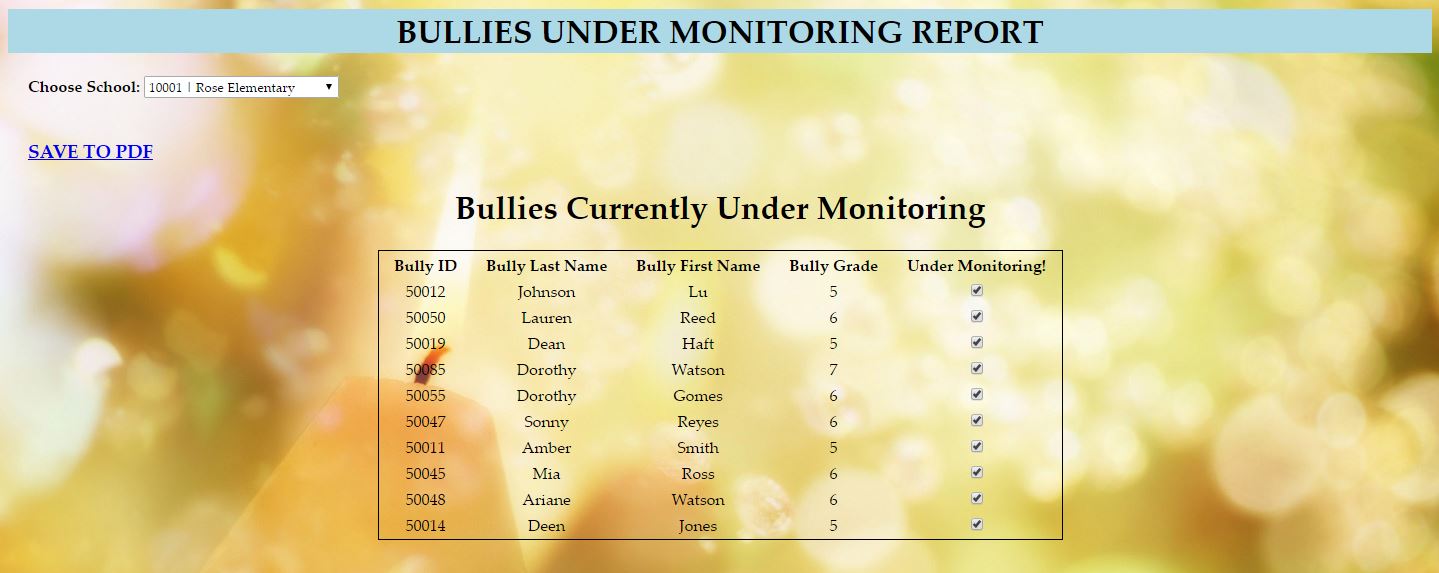 BULLIES UNDER MONITORING REPORT
Choose School: 10001 | Rose Elementary
SAVE TO PDF
Bullies Currently Under Monitoring
Bully ID Bully Last Name Bully First Name Bully Grade Under Monitoring!
50012 Johnson Lu 5
50050 Lauren Reed 6
50019 Dean Haft 5
50085 Dorothy Watson 7
50055 Dorothy Gomes 6
50047 Sonny Reyes 6
50011 Amber Smith 5
50045 Mia Ross 6
50048 Ariane Watson 6
50014 Deen Jones 5